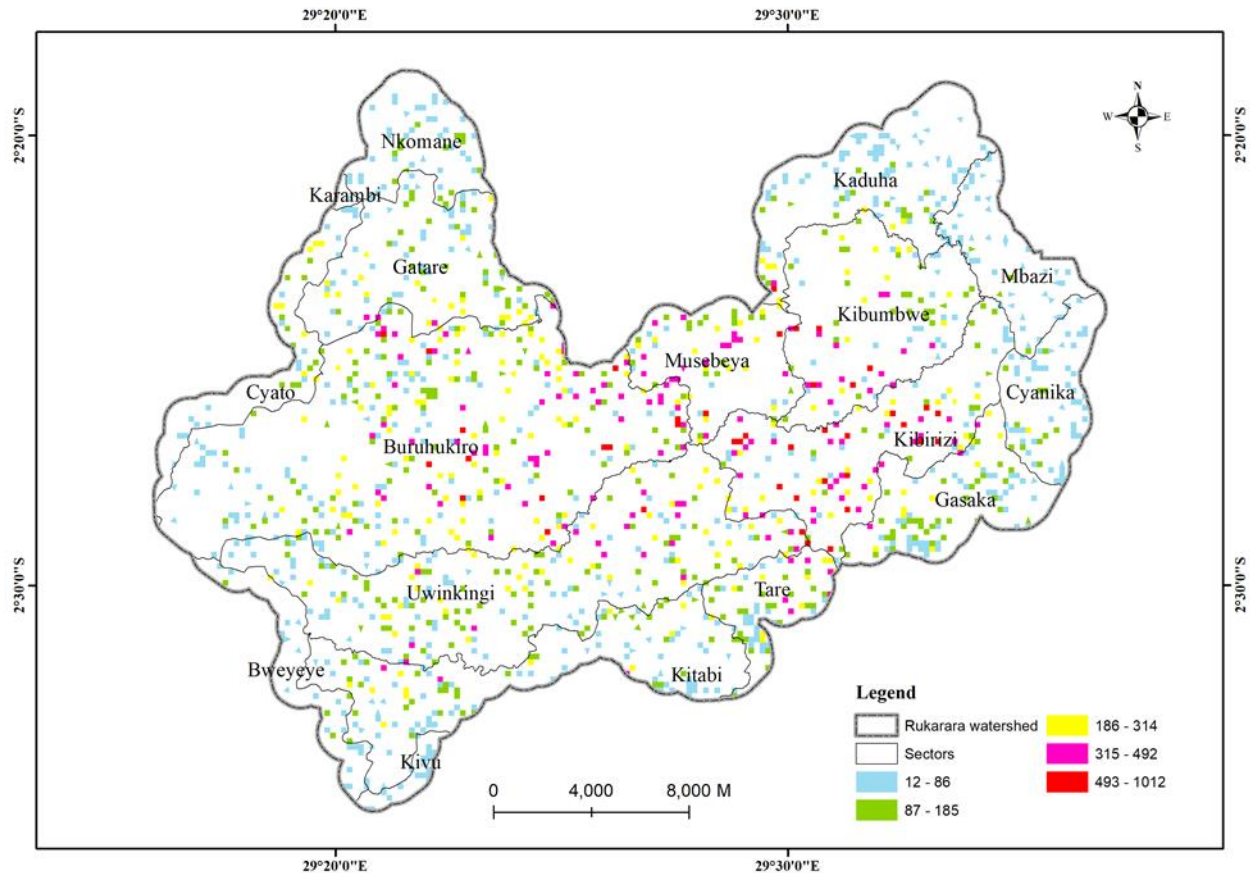 29°20'0"E 29°30'0"E
2°20'0"S 2°20'0"S
N
W E
S
Nkomane
Kaduha
Karambi
Gatare
Mbazi
Kibumbwe
Musebeya
Cyato
Cyanika
Buruhukiro
Kibirizi
Gasaka
2°30'0"S 2°30'0"S
Uwinkingi
Tare
Bweyeye
Kitabi
Kivu
Legend
Rukarara watershed
Sectors
12 - 86
87 - 185
186 - 314
315 - 492
493 - 1012
0 4,000 8,000 M
29°20'0"E 29°30'0"E